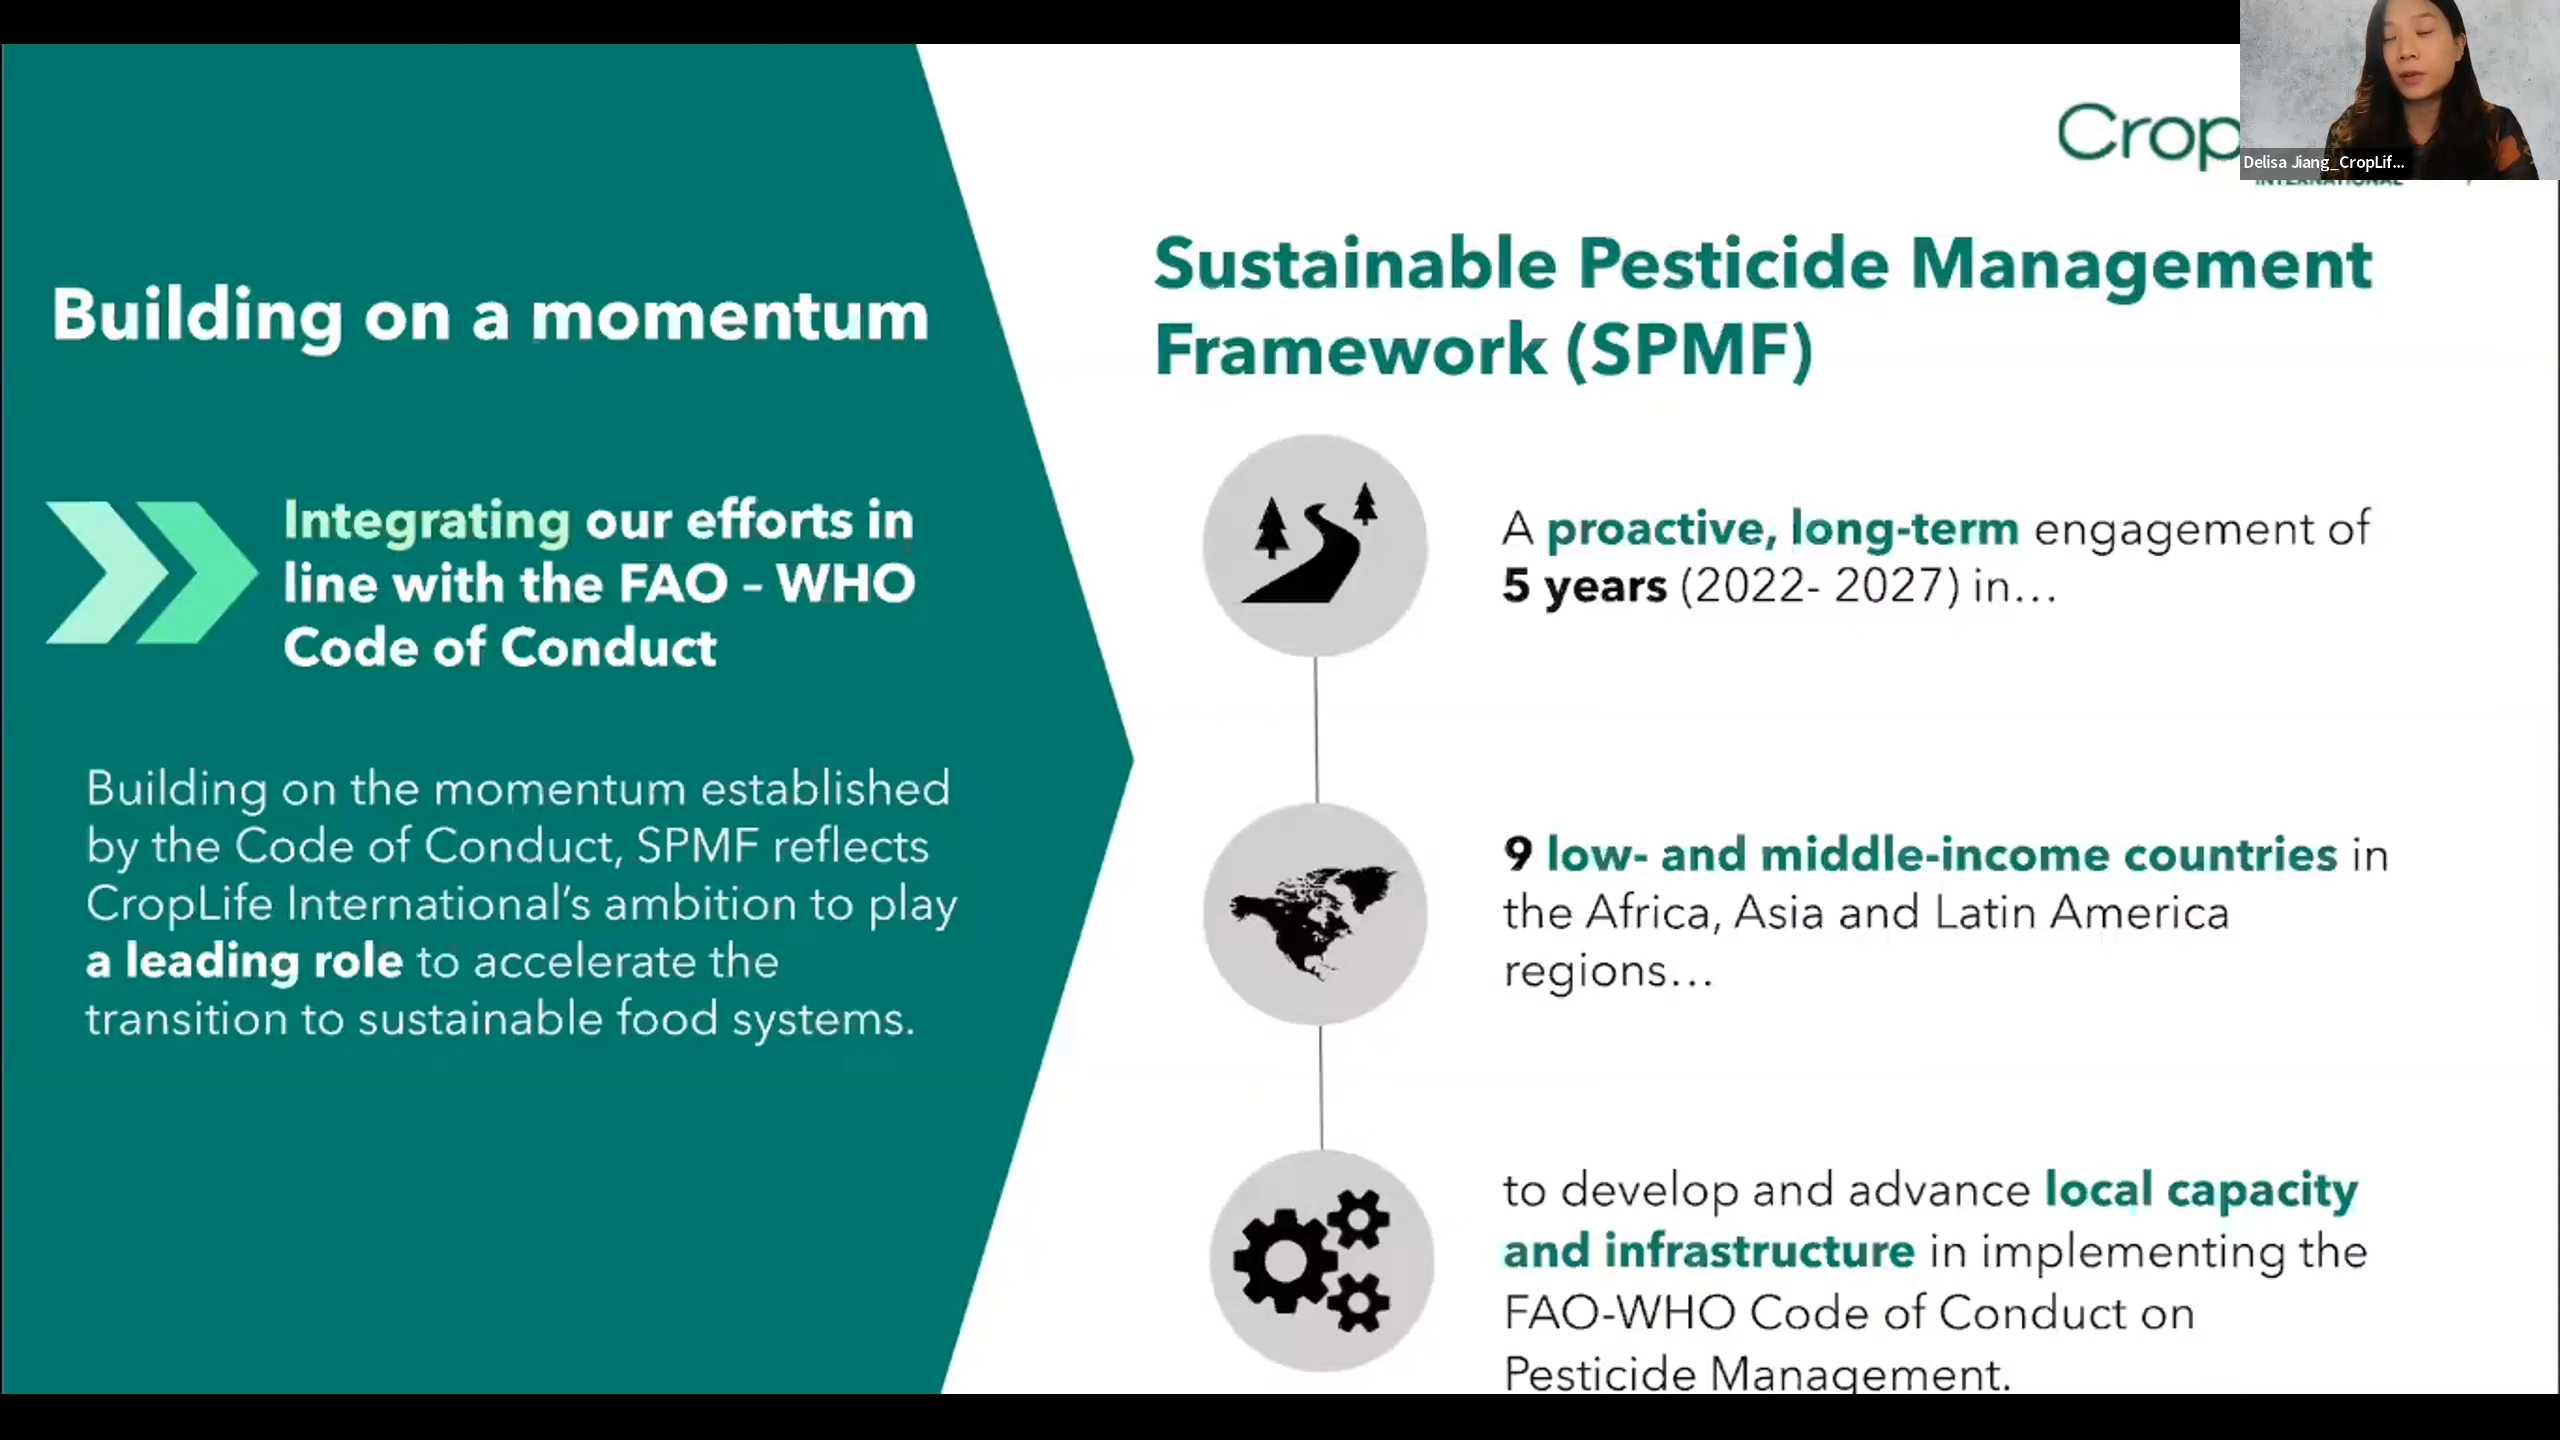 Building on a momentum
Integrating our efforts in
line with the FAO – WHO
Code of Conduct
Building on the momentum established
by the Code of Conduct, SPMF reflects
CropLife International’s ambition to play
a leading role to accelerate the
transition to sustainable food systems.
Crop
INTERNATIONAL
Delisa Jiang_CropLif...
Sustainable Pesticide Management
Framework (SPMF)
A proactive, long-term engagement of
5 years (2022- 2027) in…
9 low- and middle-income countries in
the Africa, Asia and Latin America
regions…
to develop and advance local capacity
and infrastructure in implementing the
FAO-WHO Code of Conduct on
Pesticide Management.